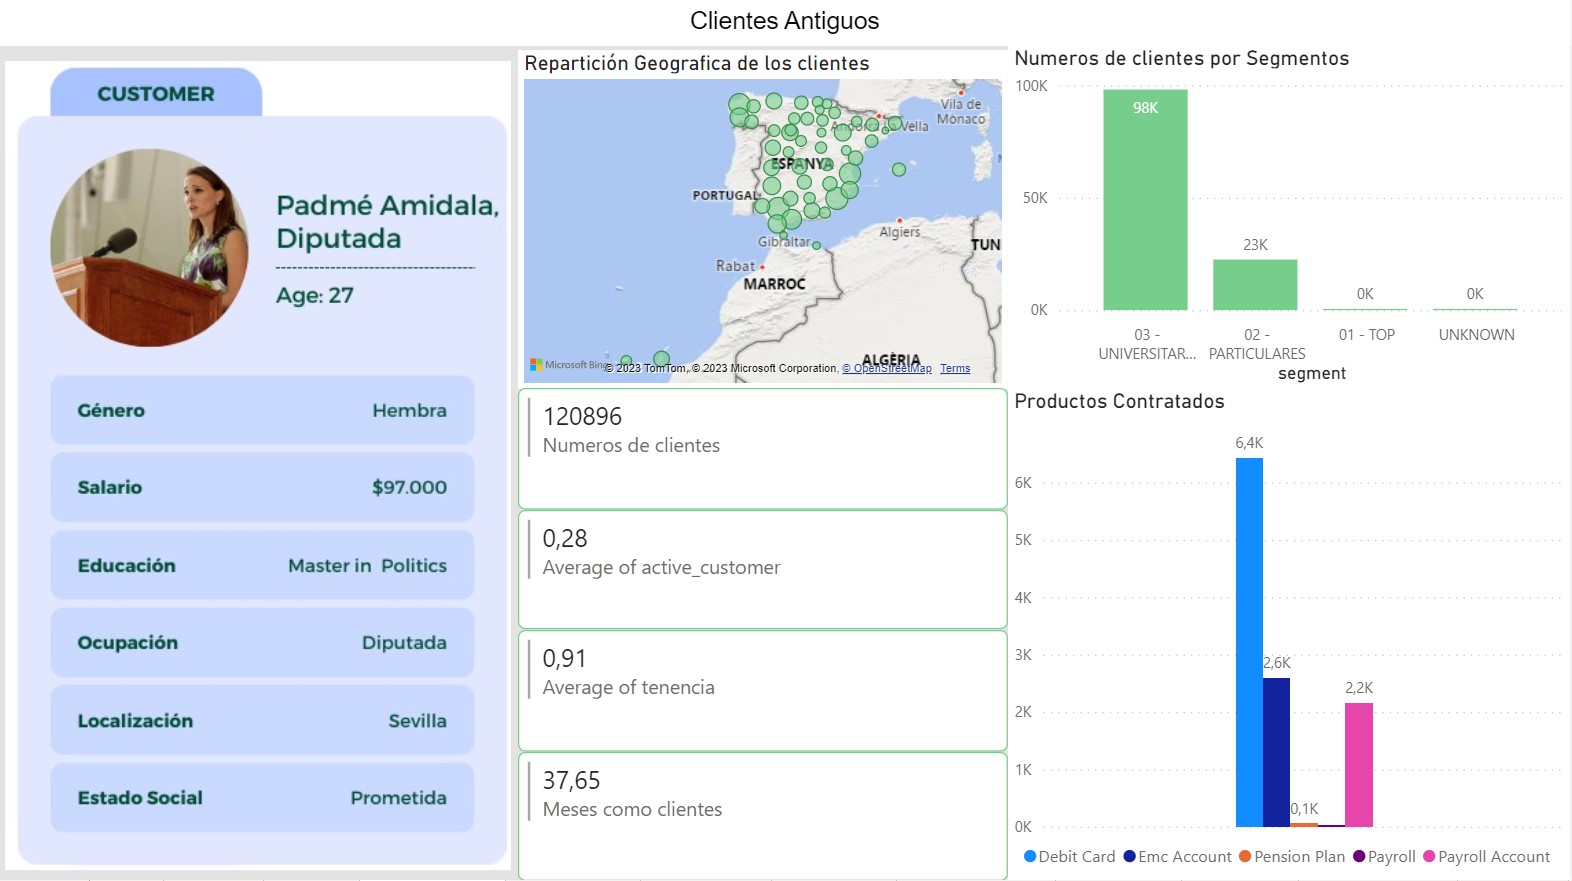 Clientes Antiguos
CUSTOMER
Padmé Amidala,
Diputada
Age: 27
Género Hembra
Salario $97.000
Educación Master in Politics
Ocupación Diputada
Localización Sevilla
Estado Social Prometida
Repartición Geografica de los clientes
Vila de
Mónaco
Andorra la Vella
ESPANYA
PORTUGAL
Gibraltar
Algiers
TUN
Rabat
MARROC
ALGÈRIA
Microsoft Bing
© 2023 TomTom, © 2023 Microsoft Corporation, © OpenStreetMap Terms
120896
Numeros de clientes
0,28
Average of active_customer
0,91
Average of tenencia
37,65
Meses como clientes
Numeros de clientes por Segmentos
100K
98K
50K
23K
0K 0K
0K
03 -
UNIVERSITAR...
02 -
PARTICULARES
01 - TOP
UNKNOWN
segment
Productos Contratados
6,4K
6K
5K
4K
3K
2,6K
2,2K
2K
1K
0,1K
0K
Debit Card Emc Account Pension Plan Payroll Payroll Account